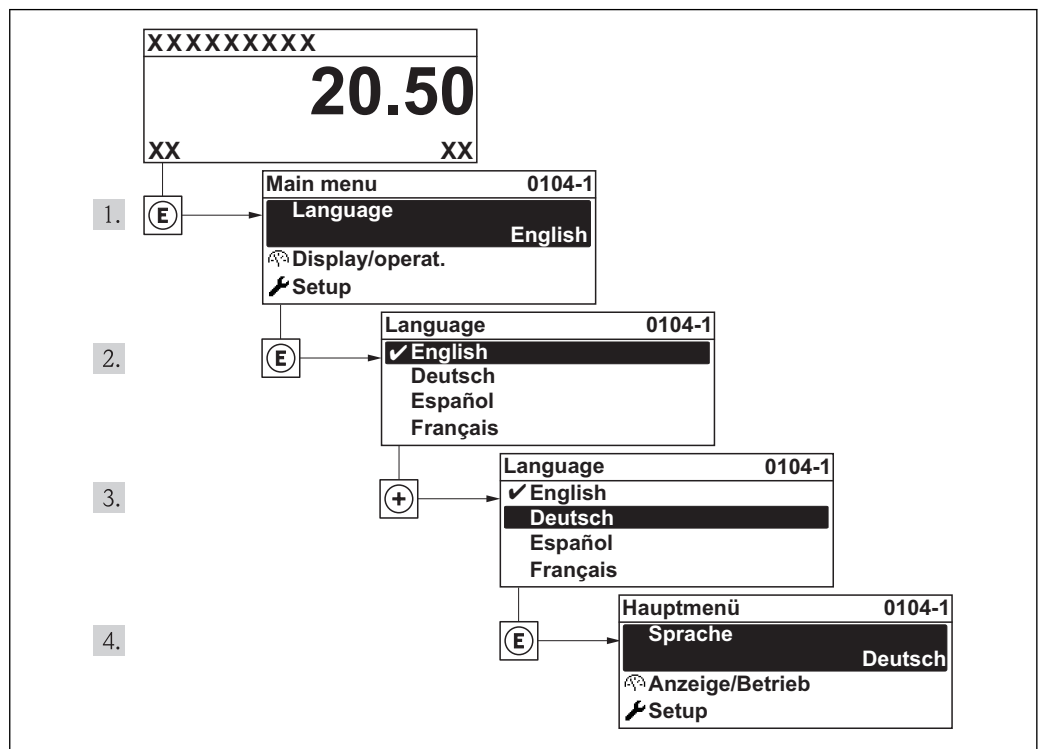 XXXXXXXXX
20.50
XX XX
1. E
Main menu 0104-1
Language
English
Display/operat.
Setup
2. E
Language 0104-1
✔ English
Deutsch
Español
Français
3. +
Language 0104-1
✔ English
Deutsch
Español
Français
4. E
Hauptmenü 0104-1
Sprache
Deutsch
Anzeige/Betrieb
Setup